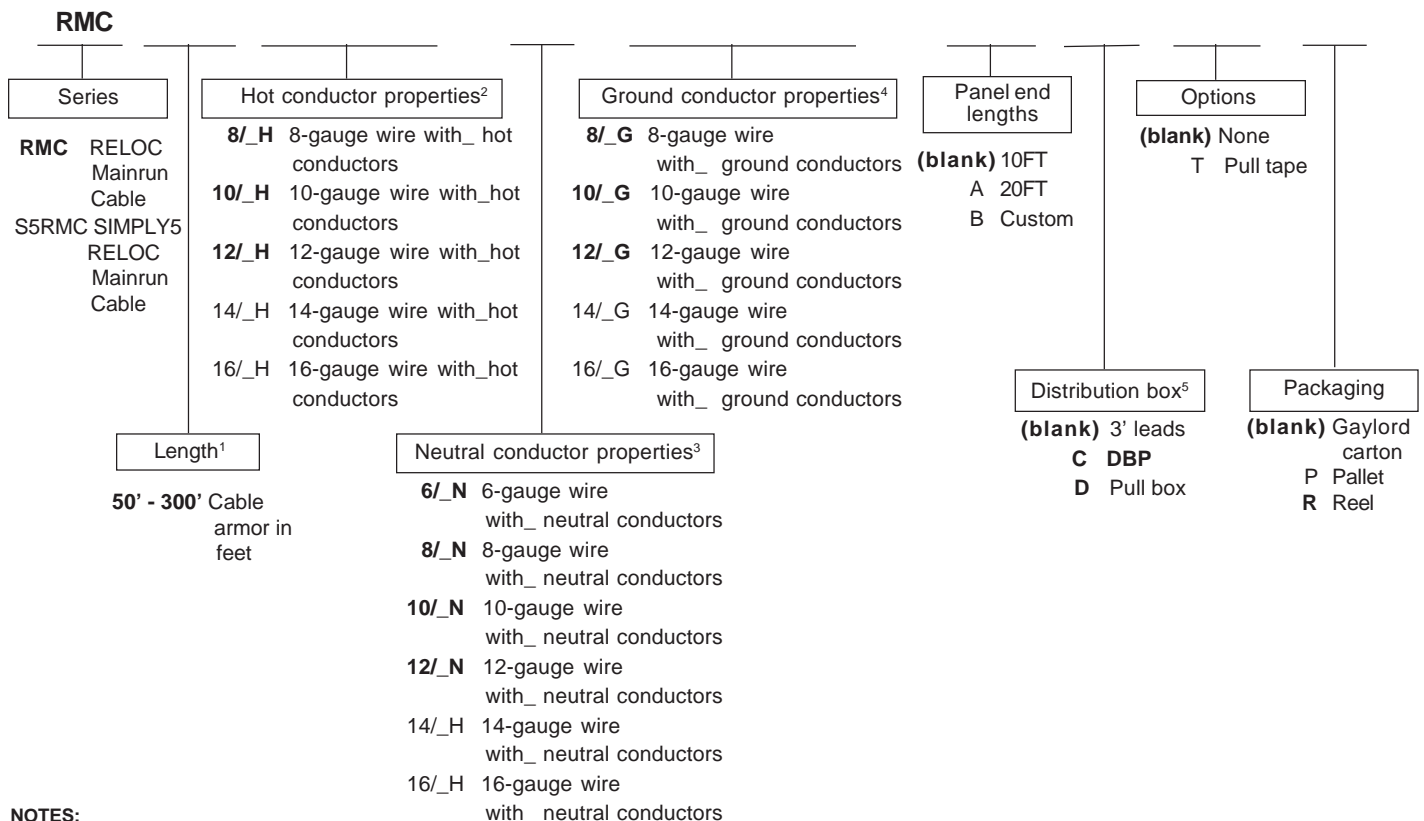 RMC
Series
RMC RELOC
Mainrun
Cable
S5RMC SIMPLY5
RELOC
Mainrun
Cable
Length¹
50’ - 300’ Cable
armor in
feet
Hot conductor properties²
8/_H 8-gauge wire with_ hot
conductors
10/_H 10-gauge wire with_hot
conductors
12/_H 12-gauge wire with_hot
conductors
14/_H 14-gauge wire with_hot
conductors
16/_H 16-gauge wire with_hot
conductors
Neutral conductor properties³
6/_N 6-gauge wire
with_ neutral conductors
8/_N 8-gauge wire
with_ neutral conductors
10/_N 10-gauge wire
with_ neutral conductors
12/_N 12-gauge wire
with_ neutral conductors
14/_H 14-gauge wire
with_ neutral conductors
16/_H 16-gauge wire
with_ neutral conductors
Ground conductor properties⁴
8/_G 8-gauge wire
with_ ground conductors
10/_G 10-gauge wire
with_ ground conductors
12/_G 12-gauge wire
with_ ground conductors
14/_G 14-gauge wire
with_ ground conductors
16/_G 16-gauge wire
with_ ground conductors
Panel end
lengths
(blank) 10FT
A 20FT
B Custom
Distribution box⁵
(blank) 3’ leads
C DBP
D Pull box
Options
(blank) None
T Pull tape
Packaging
(blank) Gaylord
carton
P Pallet
R Reel
NOTES: